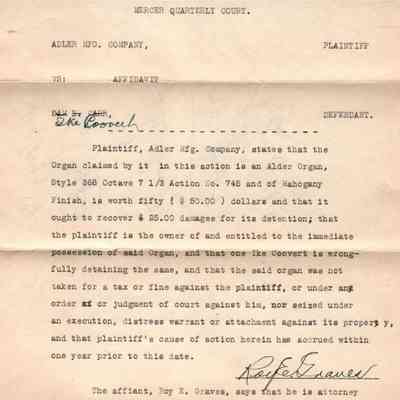 MERCER QUARTERLY COURT.
ADLER MFG. COMPANY, PLAINTIFF
VS: AFFIDAVIT
SAM D. CARR, DEFENDANT.
Ike Coovert
Plaintiff, Adler Mfg. Company, states that the
Organ claimed by it in this action is an Alder Organ,
Style 368 Octave 7 1/3 Action No. 748 and of Mahogany
Finish, is worth fifty ( $ 50.00 ) dollars and that it
ought to recover $ 25.00 damages for its detention; that
the plaintiff is the owner of and entitled to the immediate
possession of said Organ, and that one Ike Coovert is wrong-
fully detaining the same, and that the said organ was not
taken for a tax or fine against the plaintiff, or under any
order or judgment of court against him, nor seized under
an execution, distress warrant or attachment against its property,
and that plaintiff's cause of action herein has accrued within
one year prior to this date.
Roy E Graves
The affiant, Roy E. Graves, says that he is attorney